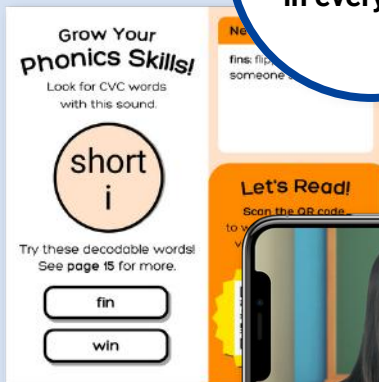 in every
Grow Your
Phonics Skills!
Look for CVC words
with this sound.
short
i
Try these decodable words!
See page 15 for more.
fin
win
Ne
fins: flip
someone
Let's Read!
Scan the QR code
to w
v